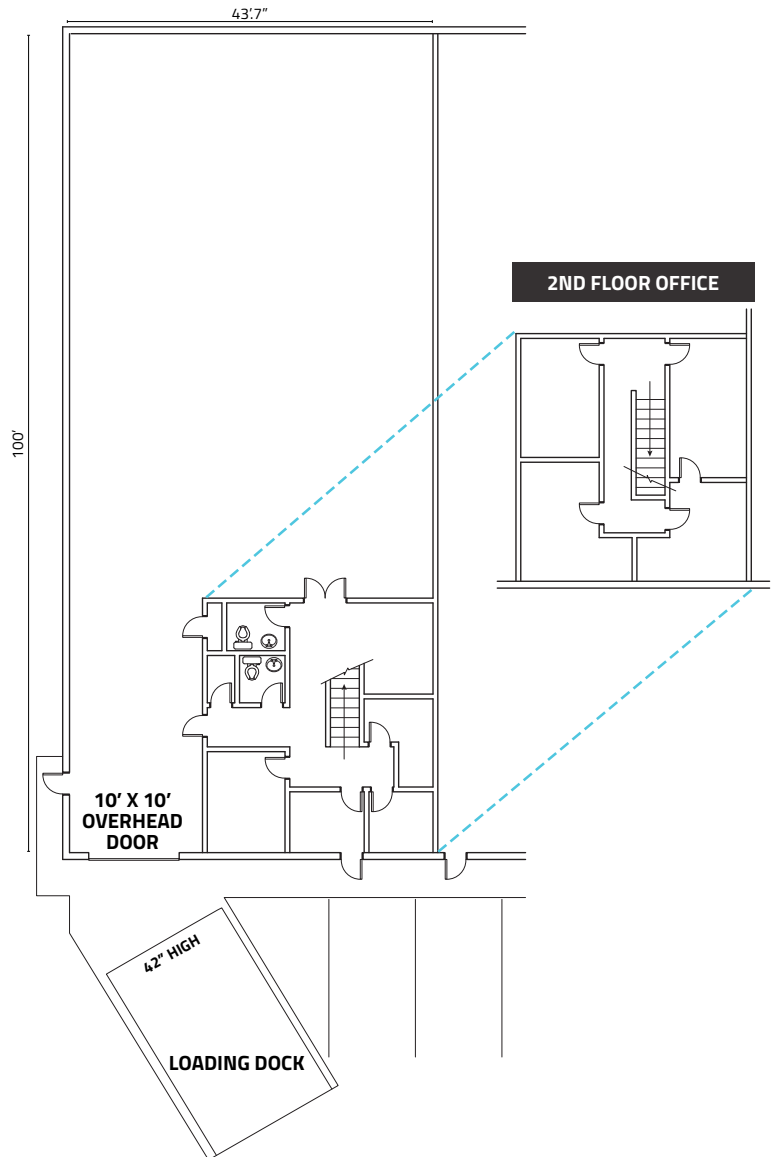 43'.7"
100'
2ND FLOOR OFFICE
10' X 10'
OVERHEAD
DOOR
42" HIGH
LOADING DOCK